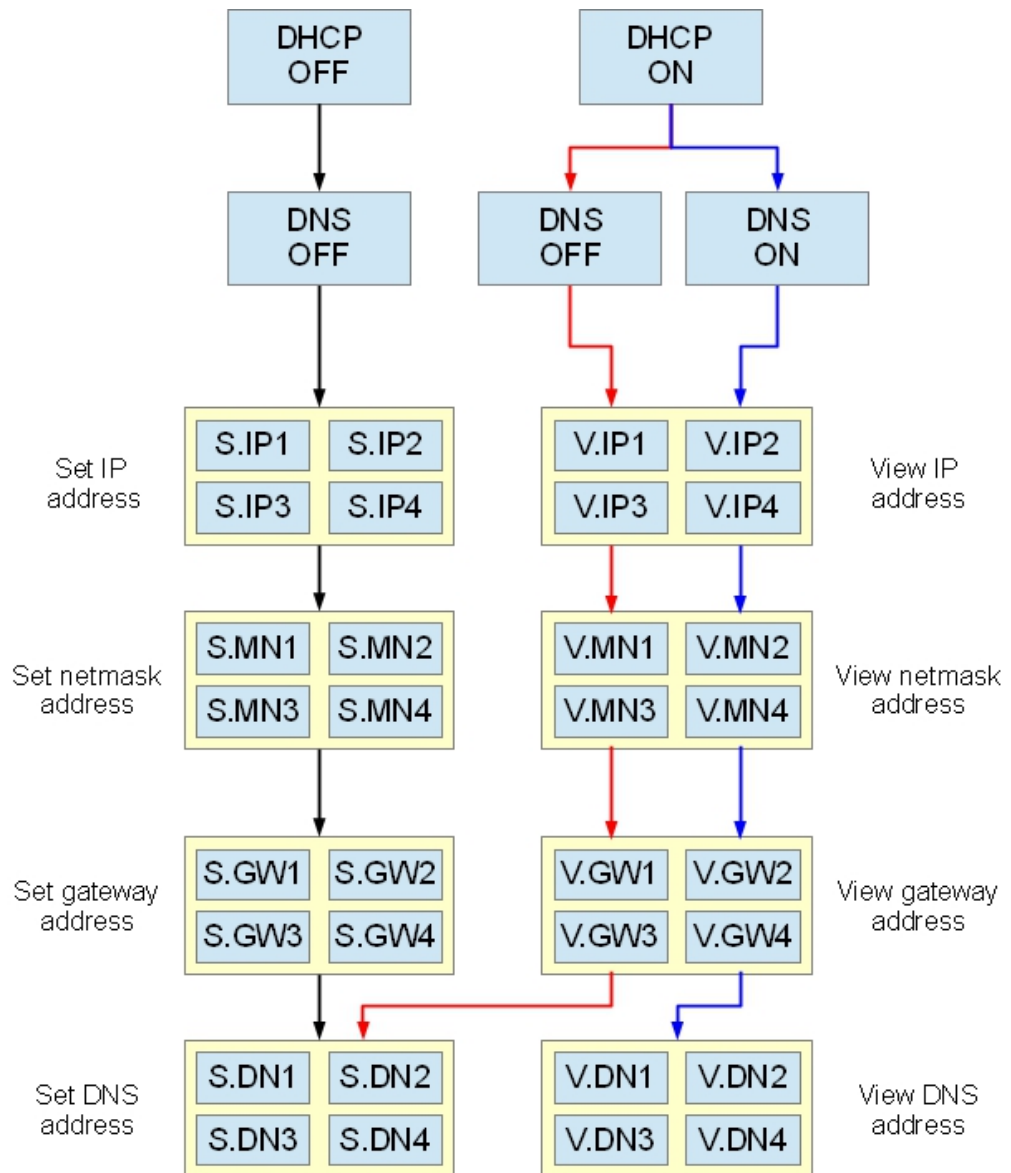 DHCP
OFF
DHCP
ON
DNS
OFF
DNS
OFF
DNS
ON
Set IP
address
S.IP1
S.IP2
S.IP3
S.IP4
V.IP1
V.IP2
V.IP3
V.IP4
View IP
address
Set netmask
address
S.MN1
S.MN2
S.MN3
S.MN4
V.MN1
V.MN2
V.MN3
V.MN4
View netmask
address
Set gateway
address
S.GW1
S.GW2
S.GW3
S.GW4
V.GW1
V.GW2
V.GW3
V.GW4
View gateway
address
Set DNS
address
S.DN1
S.DN2
S.DN3
S.DN4
V.DN1
V.DN2
V.DN3
V.DN4
View DNS
address